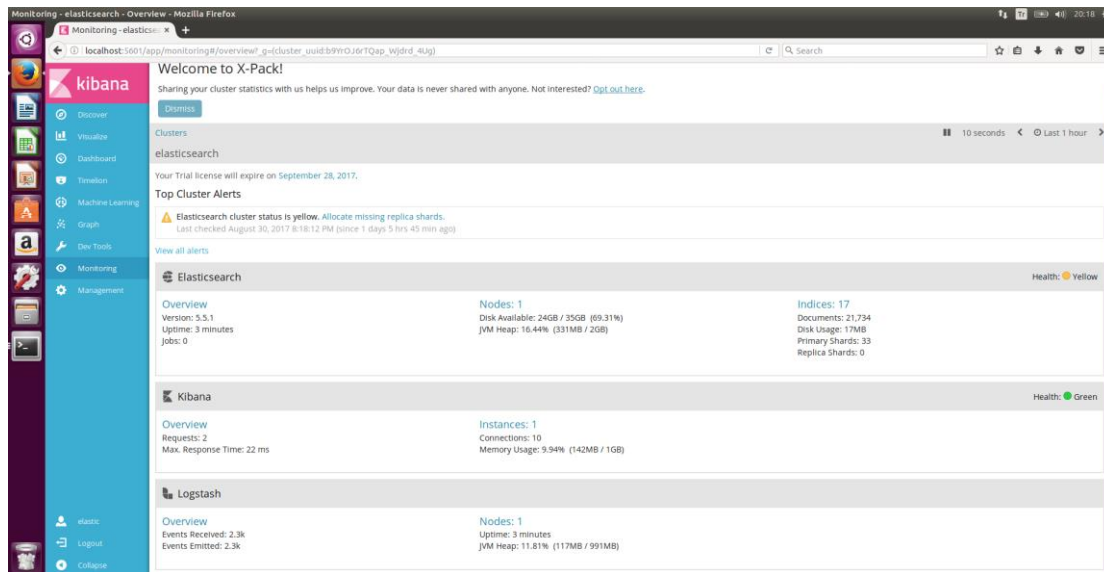 Monitoring - elasticsearch - Overview - Mozilla Firefox
Tr
20:18
Monitoring - elasticse
localhost:5601/app/monitoring#/overview?_g=(cluster_uuid:b9YrOJ6rTQap_Wjdrd_4Ug)
Search
kibana
Discover
Visualize
Dashboard
Timelion
Machine Learning
Graph
Dev Tools
Monitoring
Management
elastic
Logout
Collapse
Welcome to X-Pack!
Sharing your cluster statistics with us helps us improve. Your data is never shared with anyone. Not interested? Opt out here.
Dismiss
Clusters
10 seconds
Last 1 hour
elasticsearch
Your Trial license will expire on September 28, 2017.
Top Cluster Alerts
Elasticsearch cluster status is yellow. Allocate missing replica shards.
Last checked August 30, 2017 8:18:12 PM (since 1 days 5 hrs 45 min ago)
View all alerts
Elasticsearch
Health: Yellow
Overview
Version: 5.5.1
Uptime: 3 minutes
Jobs: 0
Nodes: 1
Disk Available: 24GB / 35GB (69.31%)
JVM Heap: 16.44% (331MB / 2GB)
Indices: 17
Documents: 21,734
Disk Usage: 17MB
Primary Shards: 33
Replica Shards: 0
Kibana
Health: Green
Overview
Requests: 2
Max. Response Time: 22 ms
Instances: 1
Connections: 10
Memory Usage: 9.94% (142MB / 1GB)
Logstash
Overview
Events Received: 2.3k
Events Emitted: 2.3k
Nodes: 1
Uptime: 3 minutes
JVM Heap: 11.81% (117MB / 991MB)